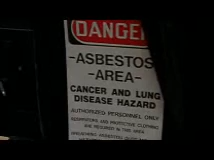 DANGER
-ASBESTOS-
-AREA-
CANCER AND LUNG
DISEASE HAZARD
AUTHORIZED PERSONNEL ONLY
RESPIRATORS AND PROTECTIVE CLOTHING
ARE REQUIRED IN THIS AREA